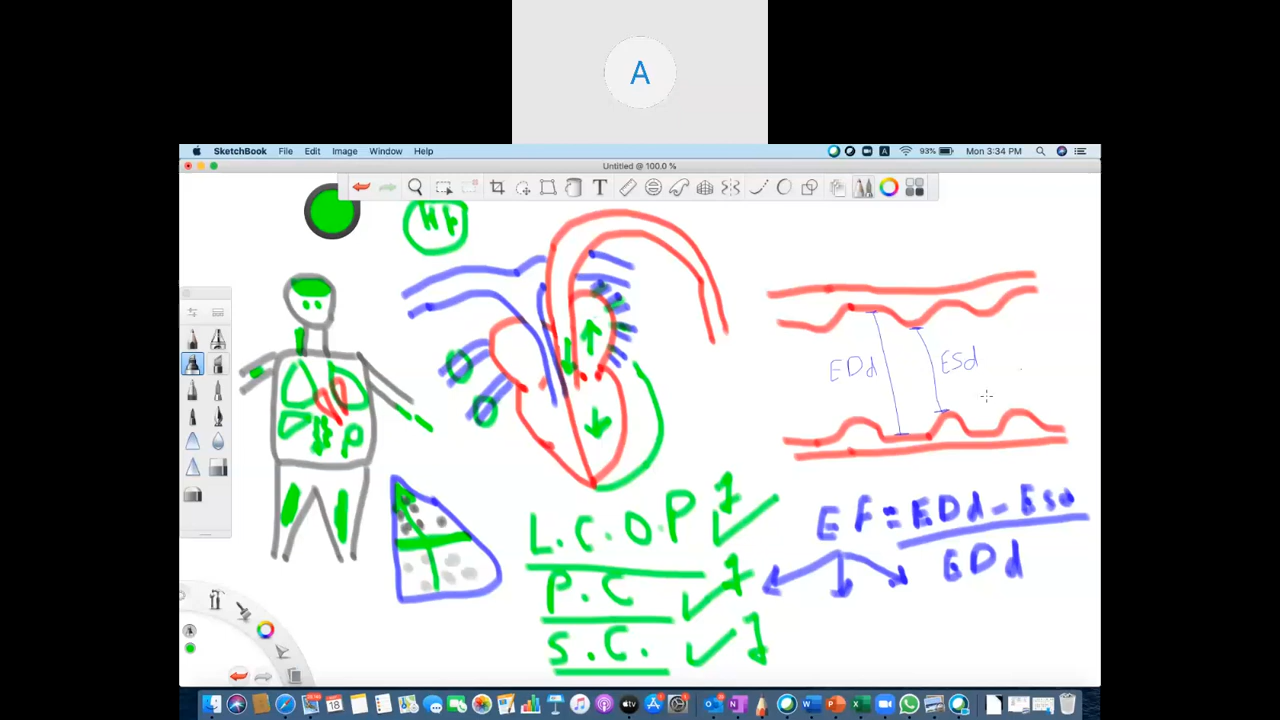 A
SketchBook File Edit Image Window Help 93% Mon 3:34 PM
Untitled @ 100.0 %
HF
EDd
ESd
L.C.O.P
P.C
S.C.
EF = EDd - Esd
EDd